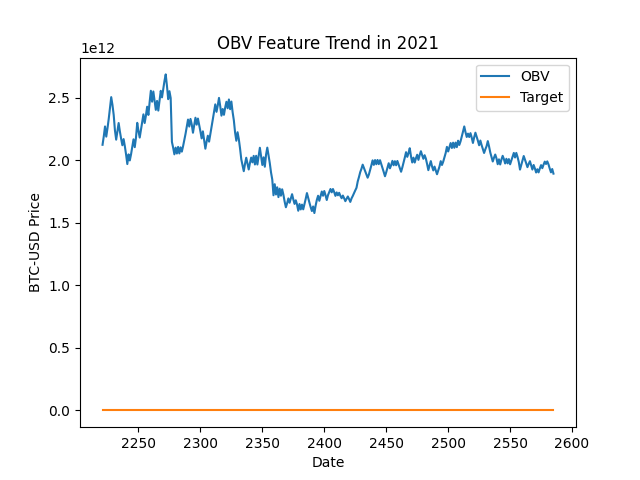 OBV Feature Trend in 2021
1e12
OBV
Target
2.5
2.0
1.5
1.0
0.5
0.0
BTC-USD Price
2250 2300 2350 2400 2450 2500 2550 2600
Date